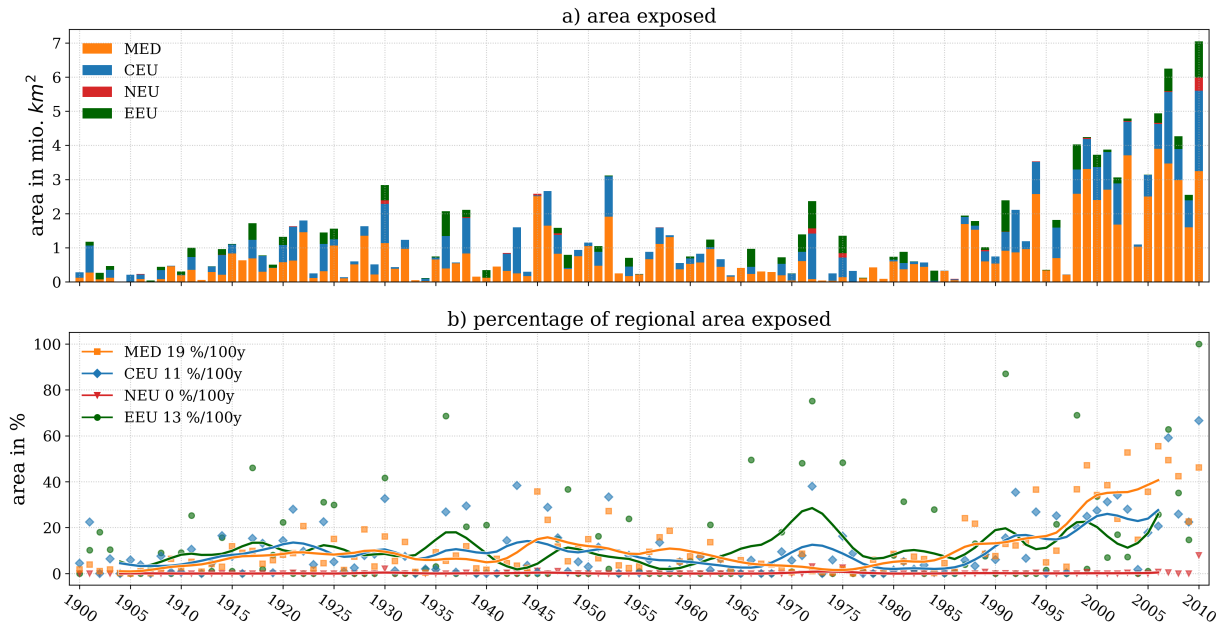 a) area exposed
area in mio. km²
7
6
5
4
3
2
1
0
MED
CEU
NEU
EEU
b) percentage of regional area exposed
area in %
100
80
60
40
20
0
MED 19 %/100y
CEU 11 %/100y
NEU 0 %/100y
EEU 13 %/100y
1900 1905 1910 1915 1920 1925 1930 1935 1940 1945 1950 1955 1960 1965 1970 1975 1980 1985 1990 1995 2000 2005 2010